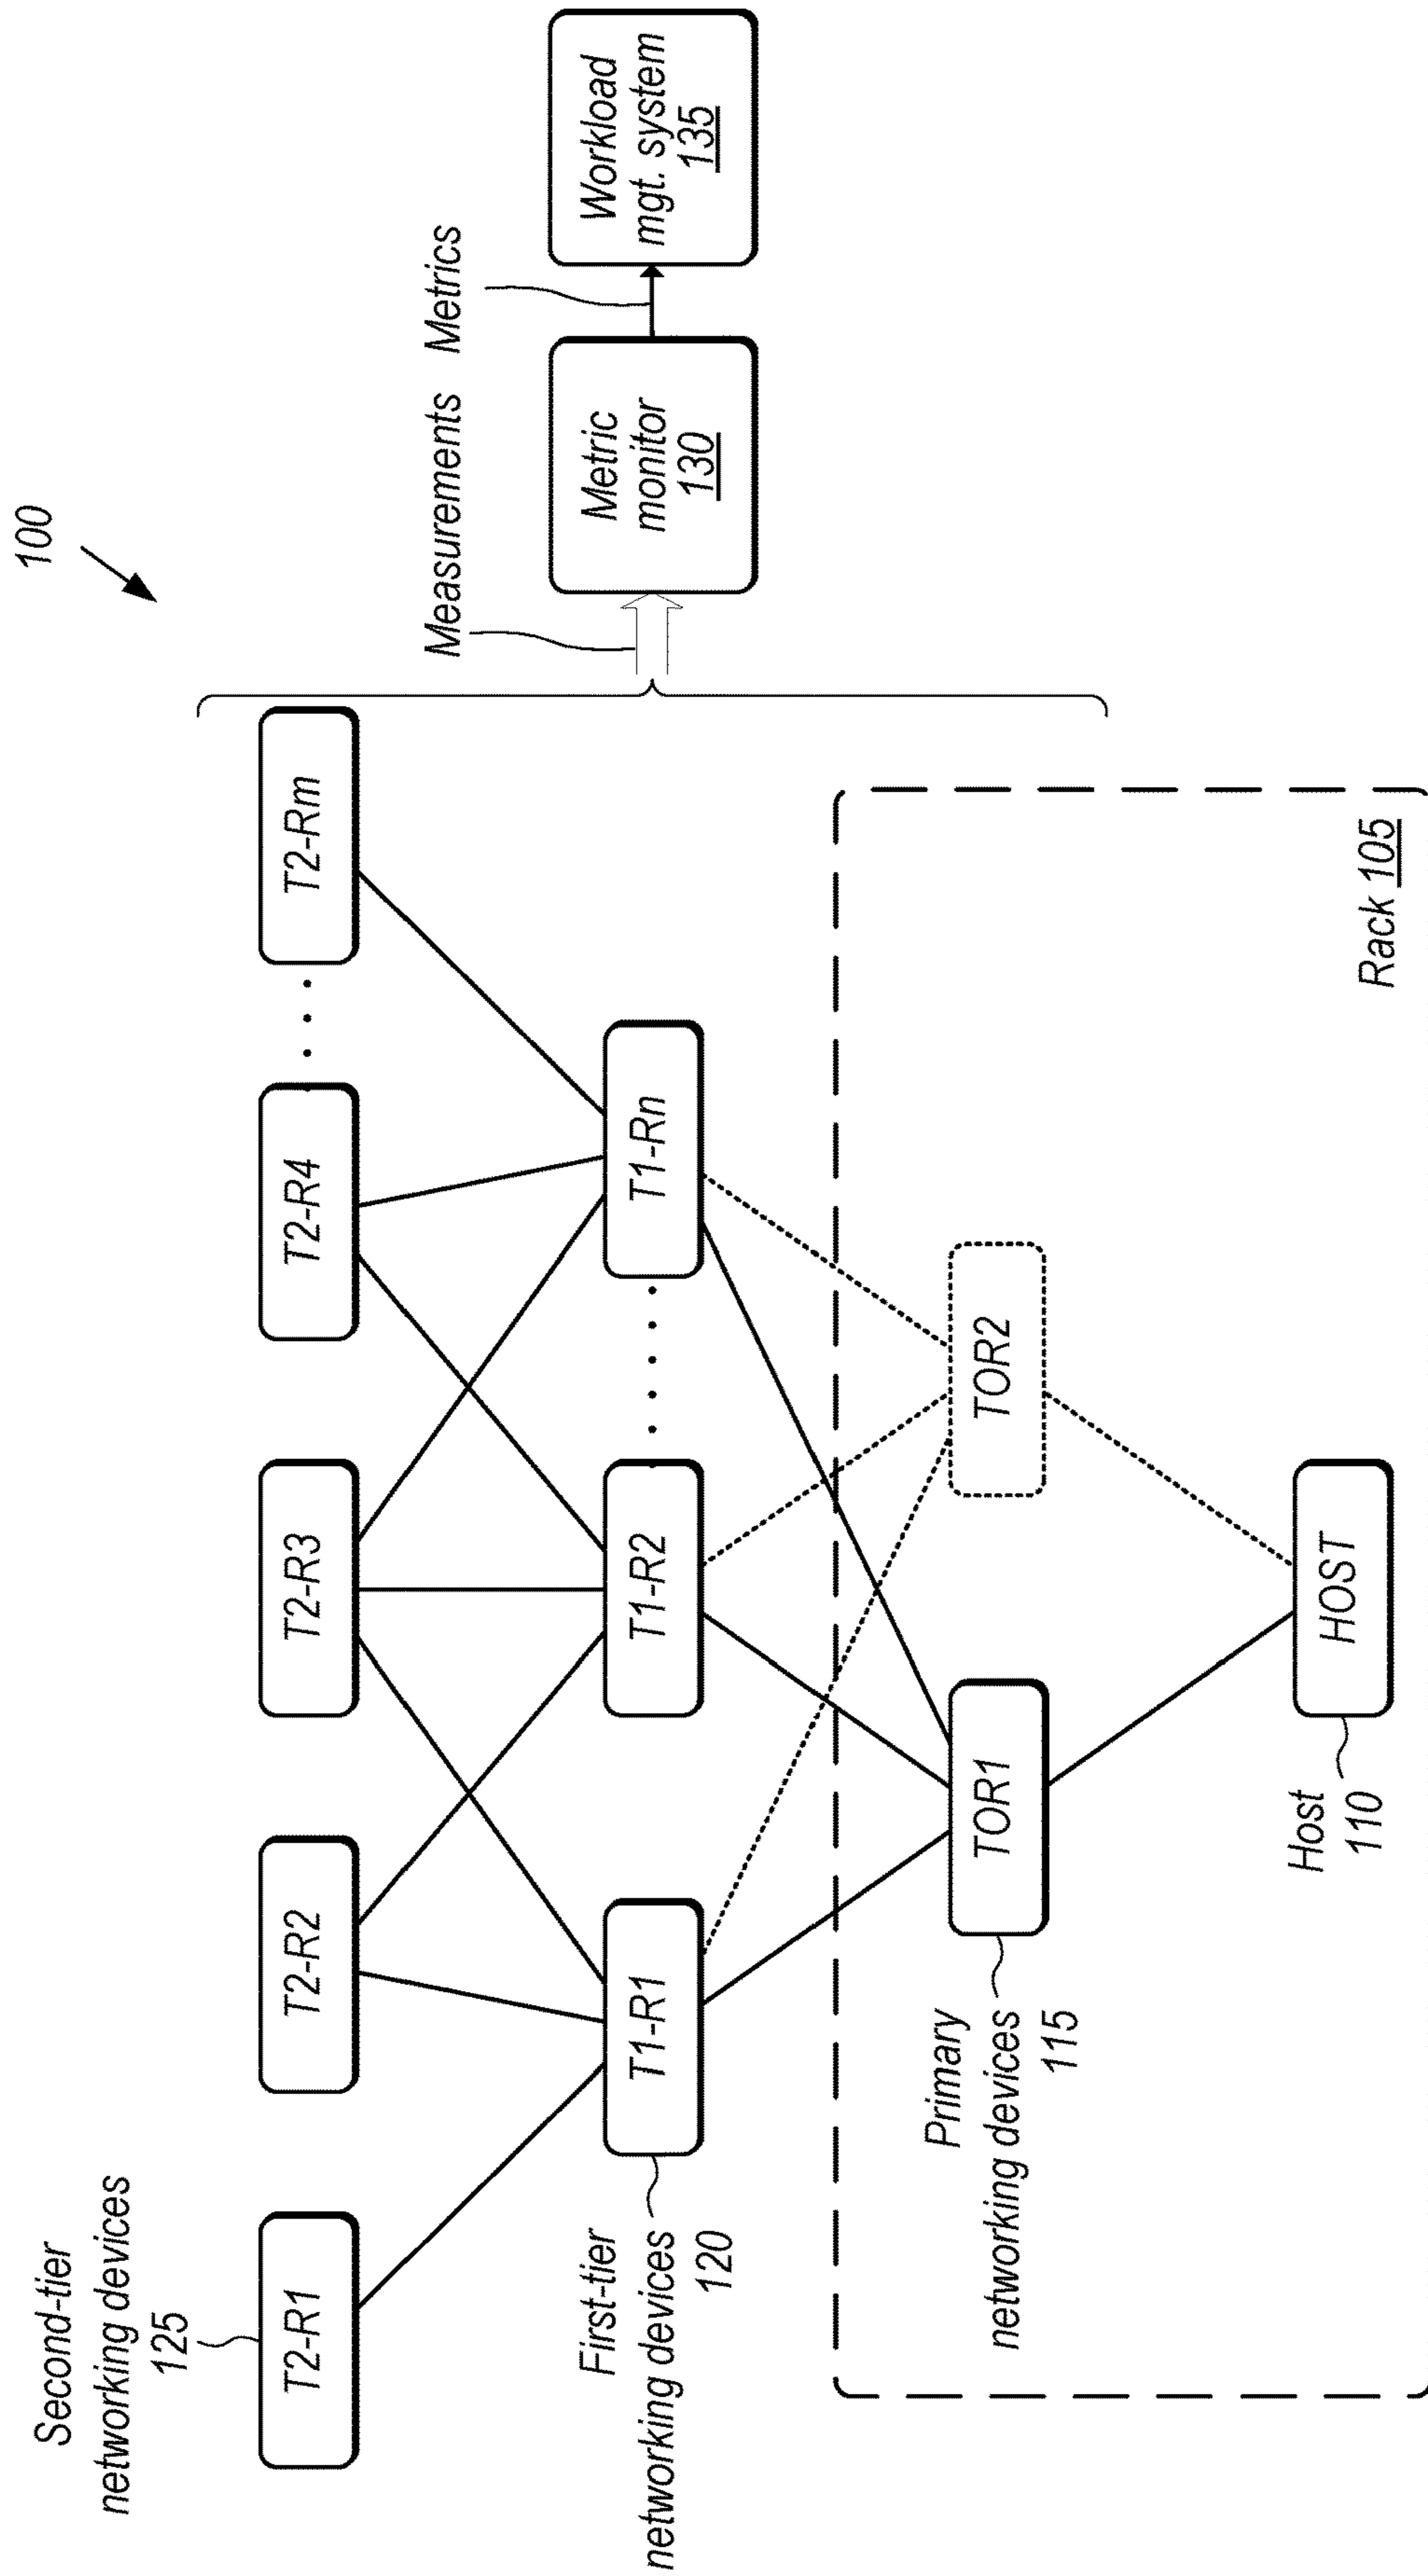 100
Second-tier
networking devices
125
T2-R1
T2-R2
T2-R3
T2-R4
T2-Rm
First-tier
networking devices
120
T1-R1
T1-R2
T1-Rn
Measurements
Metrics
Metric
monitor
130
Workload
mgt. system
135
Primary
networking devices
115
TOR1
TOR2
Host
110
HOST
Rack 105